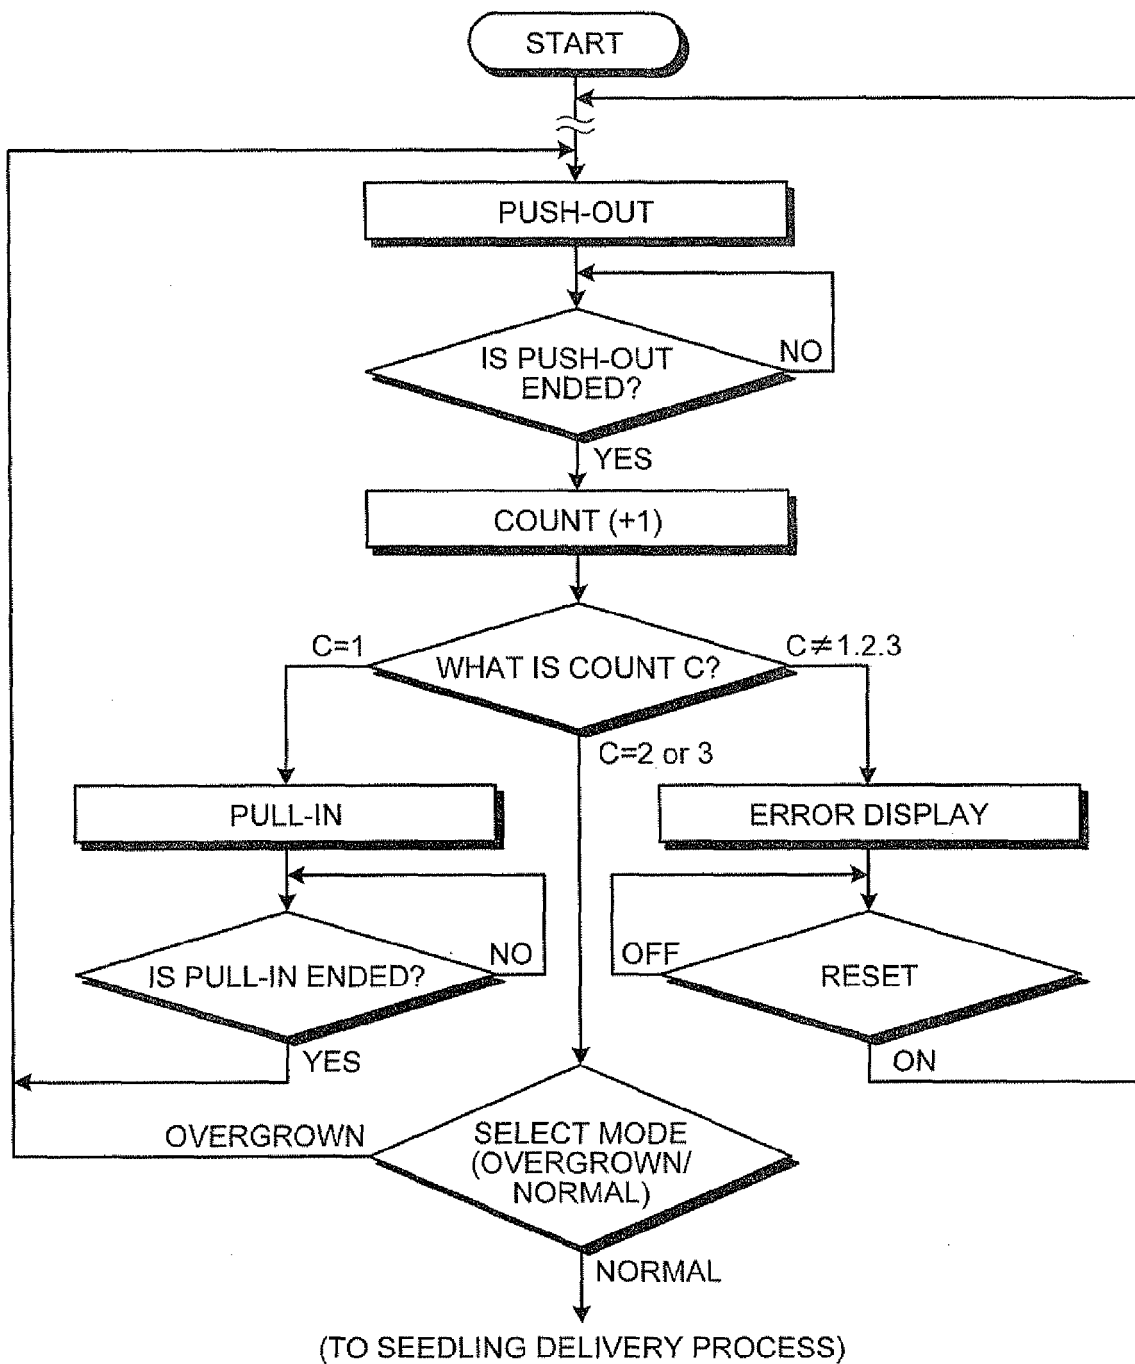 START
PUSH-OUT
IS PUSH-OUT
ENDED?
NO
YES
COUNT (+1)
C=1
WHAT IS COUNT C?
C≠1.2.3
C=2 or 3
PULL-IN
ERROR DISPLAY
IS PULL-IN ENDED?
NO
OFF
RESET
YES
ON
OVERGROWN
SELECT MODE
(OVERGROWN/
NORMAL)
NORMAL
(TO SEEDLING DELIVERY PROCESS)